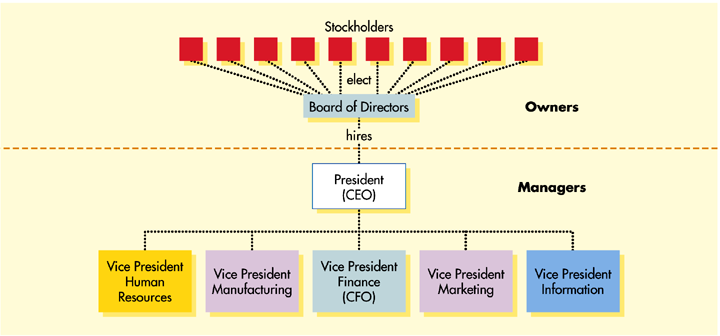 Stockholders
elect
Board of Directors
Owners
hires
President
(CEO)
Managers
Vice President
Human
Resources
Vice President
Manufacturing
Vice President
Finance
(CFO)
Vice President
Marketing
Vice President
Information